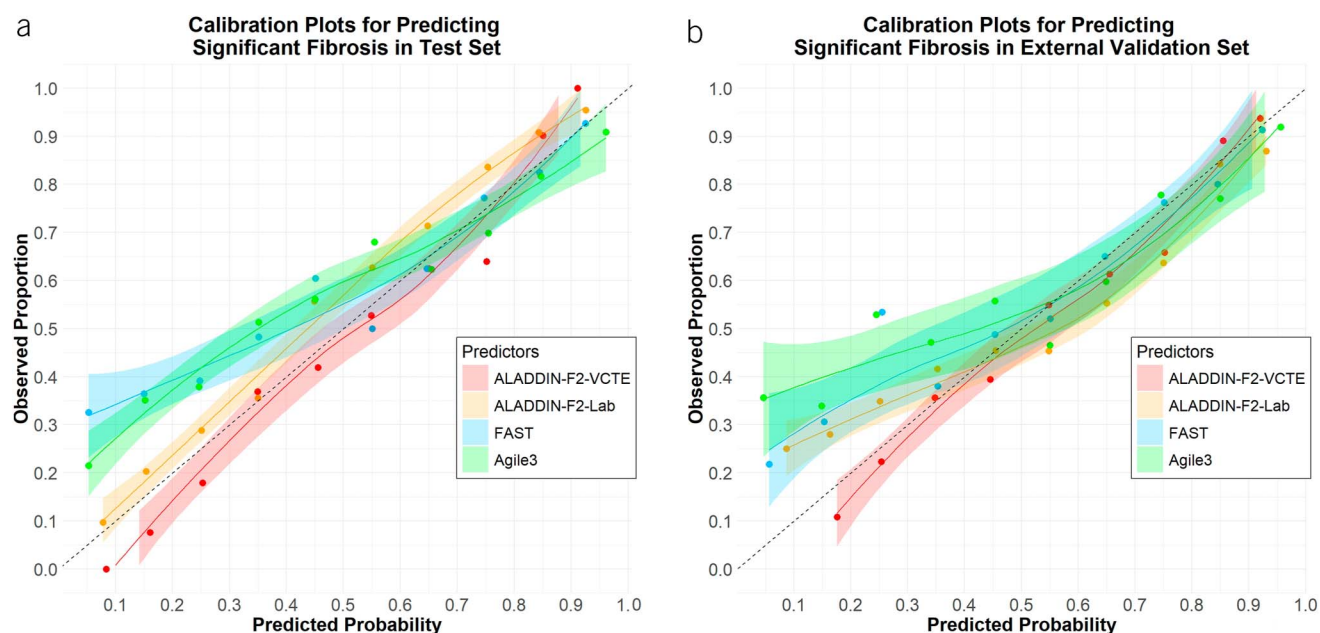 a
Calibration Plots for Predicting
Significant Fibrosis in Test Set
Observed Proportion
1.0
0.9
0.8
0.7
0.6
0.5
0.4
0.3
0.2
0.1
0.0
Predictors
ALADDIN-F2-VCTE
ALADDIN-F2-Lab
FAST
Agile3
0.1 0.2 0.3 0.4 0.5 0.6 0.7 0.8 0.9 1.0
Predicted Probability
b
Calibration Plots for Predicting
Significant Fibrosis in External Validation Set
Observed Proportion
1.0
0.9
0.8
0.7
0.6
0.5
0.4
0.3
0.2
0.1
0.0
Predictors
ALADDIN-F2-VCTE
ALADDIN-F2-Lab
FAST
Agile3
0.1 0.2 0.3 0.4 0.5 0.6 0.7 0.8 0.9 1.0
Predicted Probability